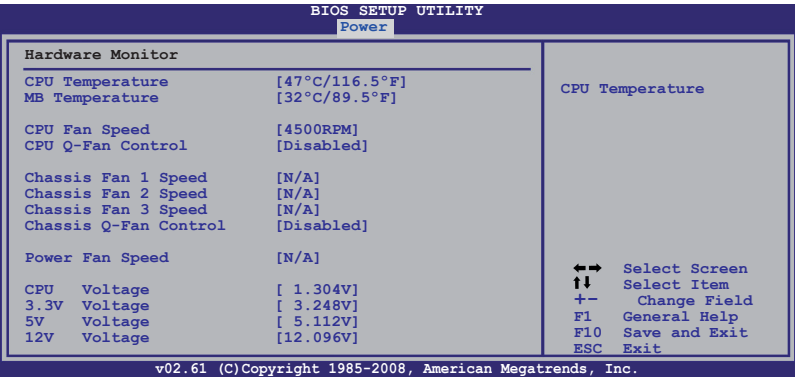 BIOS SETUP UTILITY
Power
Hardware Monitor
CPU Temperature [47°C/116.5°F]
MB Temperature [32°C/89.5°F]
CPU Fan Speed [4500RPM]
CPU Q-Fan Control [Disabled]
Chassis Fan 1 Speed [N/A]
Chassis Fan 2 Speed [N/A]
Chassis Fan 3 Speed [N/A]
Chassis Q-Fan Control [Disabled]
Power Fan Speed [N/A]
CPU Voltage [ 1.304V]
3.3V Voltage [ 3.248V]
5V Voltage [ 5.112V]
12V Voltage [12.096V]
CPU Temperature
←→ Select Screen
↑↓ Select Item
+- Change Field
F1 General Help
F10 Save and Exit
ESC Exit
v02.61 (C)Copyright 1985-2008, American Megatrends, Inc.